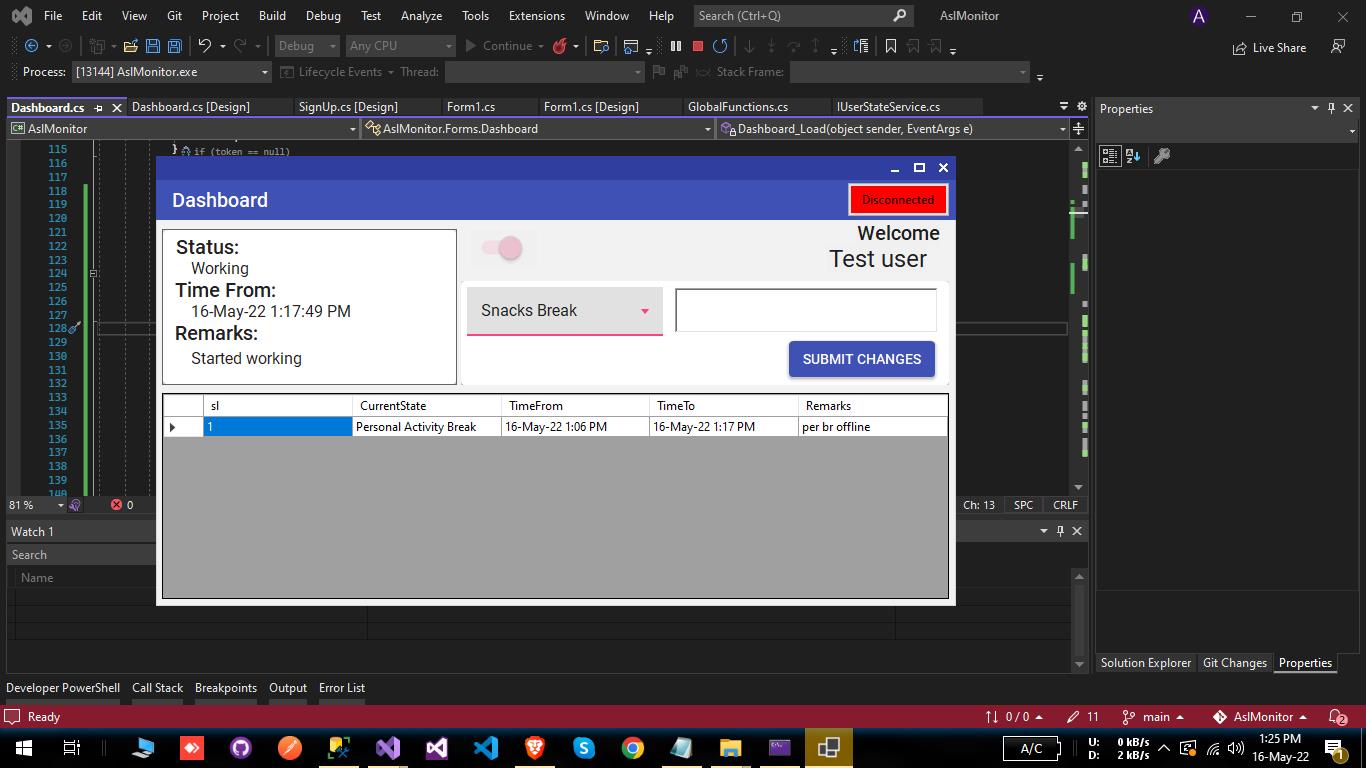 File Edit View Git Project Build Debug Test Analyze Tools Extensions Window Help Search (Ctrl+Q) AslMonitor A
Debug Any CPU Continue Live Share
Process: [13144] AslMonitor.exe Lifecycle Events Thread: Stack Frame:
Dashboard.cs Dashboard.cs [Design] SignUp.cs [Design] Form1.cs Form1.cs [Design] GlobalFunctions.cs IUserStateService.cs
Properties
AslMonitor AslMonitor.Forms.Dashboard Dashboard_Load(object sender, EventArgs e)
115 } if (token == null)
116
117
118
119
120
121
122
123
124
125
126
127
128
129
130
131
132
133
134
135
136
137
138
139
140
Dashboard Disconnected
Status:
Working
Time From:
16-May-22 1:17:49 PM
Remarks:
Started working
Welcome
Test user
Snacks Break
SUBMIT CHANGES
sl CurrentState TimeFrom TimeTo Remarks
1 Personal Activity Break 16-May-22 1:06 PM 16-May-22 1:17 PM per br offline
81 % 0 Ch: 13 SPC CRLF
Watch 1
Search
Name
Solution Explorer Git Changes Properties
Developer PowerShell Call Stack Breakpoints Output Error List
Ready 0 / 0 11 main AslMonitor 2
A/C U: 0 kB/s
D: 2 kB/s
1:25 PM
16-May-22
1